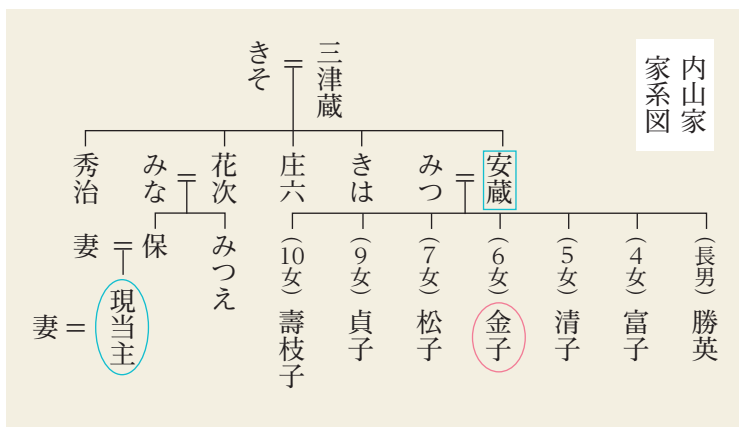 内山家
家系図
三津蔵
＝
きそ
安蔵
＝
みつ
きは
庄六
花次
＝
みな
秀治
(長男)勝英
(4女)富子
(5女)清子
(6女)金子
(7女)松子
(9女)貞子
(10女)壽枝子
みつえ
保
＝
妻
現当主
＝
妻